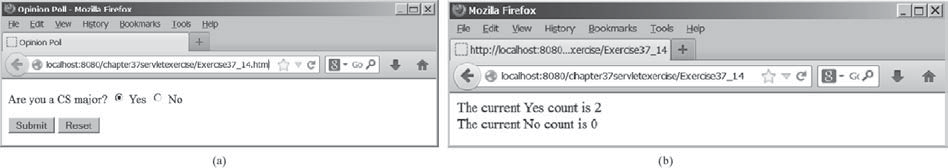 Opinion Poll - Mozilla Firefox
File Edit View History Bookmarks Tools Help
Opinion Poll +
localhost:8080/chapter37servletexercise/Exercise37_14.html
Go
Are you a CS major? Yes No
Submit Reset
(a)
Mozilla Firefox
File Edit View History Bookmarks Tools Help
http://localhost:8080...xercise/Exercise37_14 +
localhost:8080/chapter37servletexercise/Exercise37_14
The current Yes count is 2
The current No count is 0
(b)